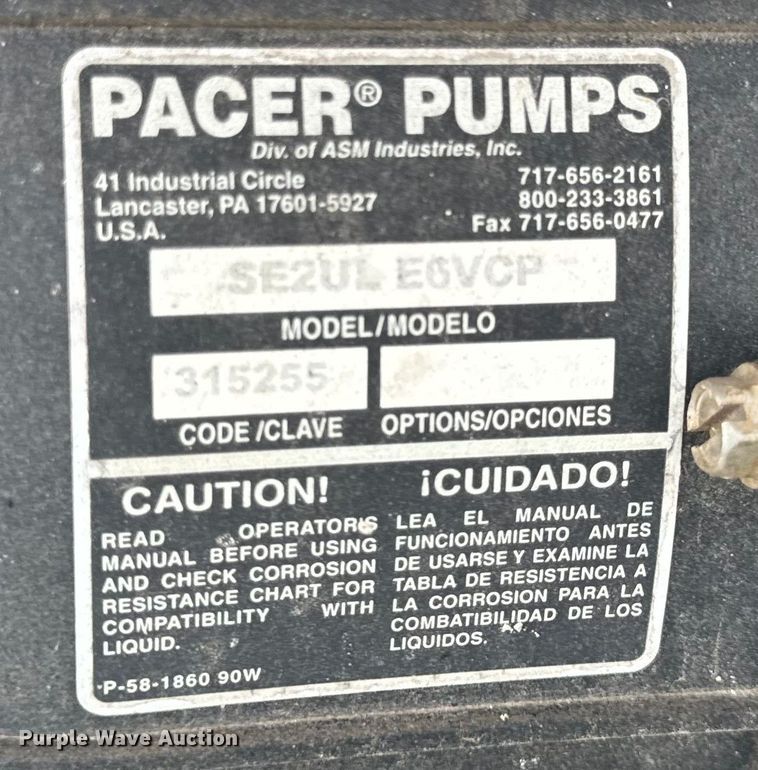 PACER® PUMPS
Div. of ASM Industries, Inc.
41 Industrial Circle
Lancaster, PA 17601-5927
U.S.A.
717-656-2161
800-233-3861
Fax 717-656-0477
SE2UL E6VCP
MODEL/MODELO
315255
CODE /CLAVE
OPTIONS/OPCIONES
CAUTION!
READ OPERATOR'S
MANUAL BEFORE USING
AND CHECK CORROSION
RESISTANCE CHART FOR
COMPATIBILITY WITH
LIQUID.
¡CUIDADO!
LEA EL MANUAL DE
FUNCIONAMIENTO ANTES
DE USARSE Y EXAMINE LA
TABLA DE RESISTENCIA A
LA CORROSION PARA LA
COMBATIBILIDAD DE LOS
LIQUIDOS.
P-58-1860 90W
Purple Wave Auction